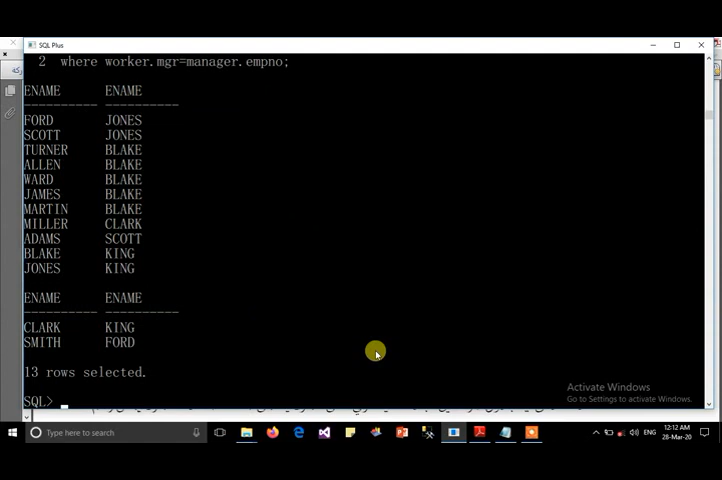 SQL Plus
2  where worker.mgr=manager.empno;
ENAME      ENAME
---------- ----------
FORD       JONES
SCOTT      JONES
TURNER     BLAKE
ALLEN      BLAKE
WARD       BLAKE
JAMES      BLAKE
MARTIN     BLAKE
MILLER     CLARK
ADAMS      SCOTT
BLAKE      KING
JONES      KING
ENAME      ENAME
---------- ----------
CLARK      KING
SMITH      FORD
13 rows selected.
SQL>
Activate Windows
Go to Settings to activate Windows.
Type here to search
ENG
12:12 AM
28-Mar-20